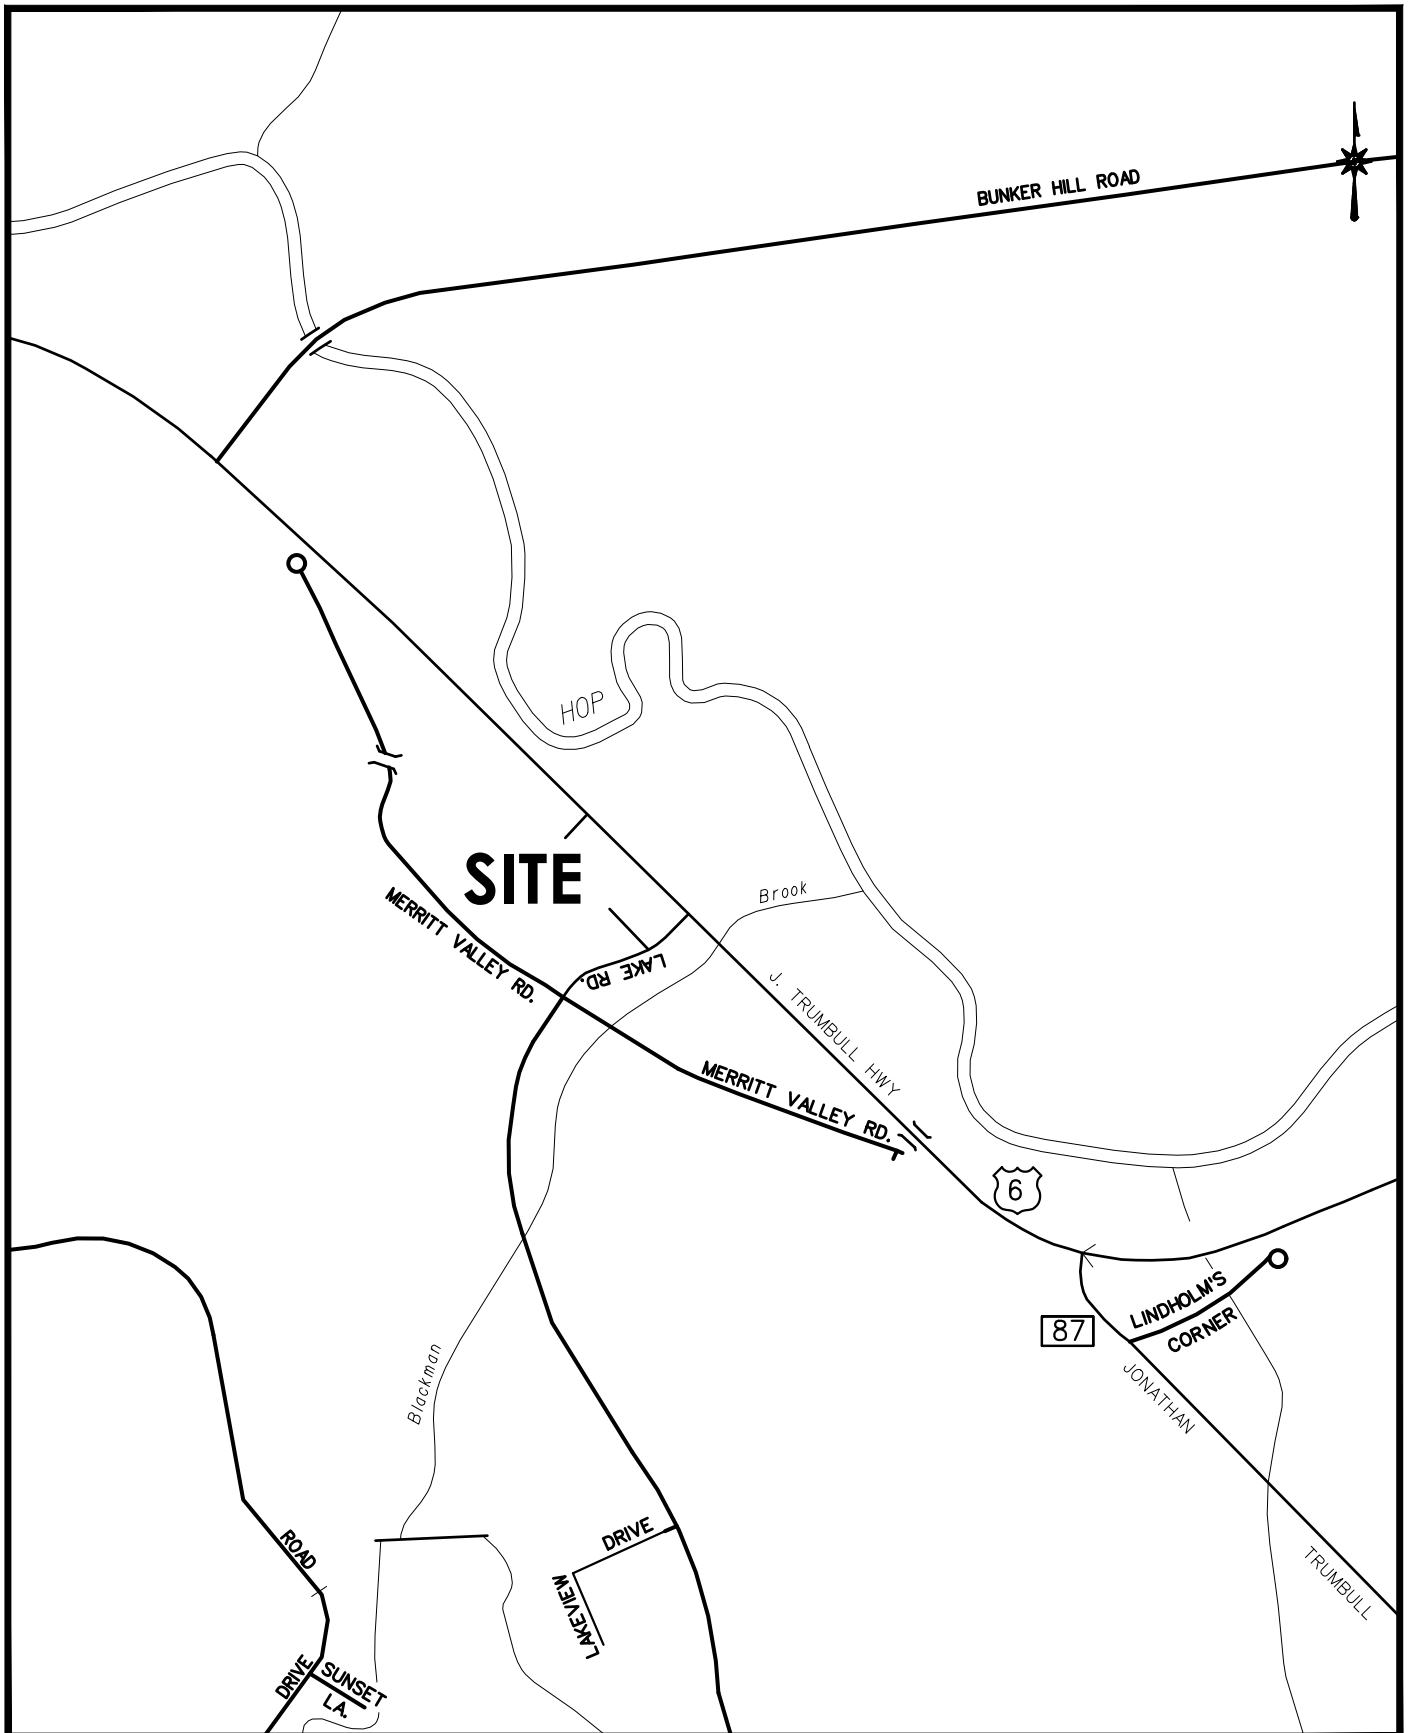 BUNKER HILL ROAD
HOP
SITE
Brook
MERRITT VALLEY RD.
LAKE RD.
J. TRUMBULL HWY
MERRITT VALLEY RD.
6
LINDHOLM'S
CORNER
87
JONATHAN
TRUMBULL
Blackman
ROAD
DRIVE
LAKEVIEW
DRIVE
SUNSET
LA.